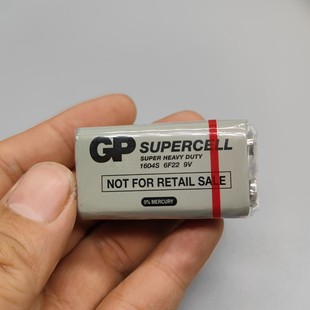 GP SUPERCELL
SUPER HEAVY DUTY
1604S 6F22 9V
NOT FOR RETAIL SALE
0% MERCURY